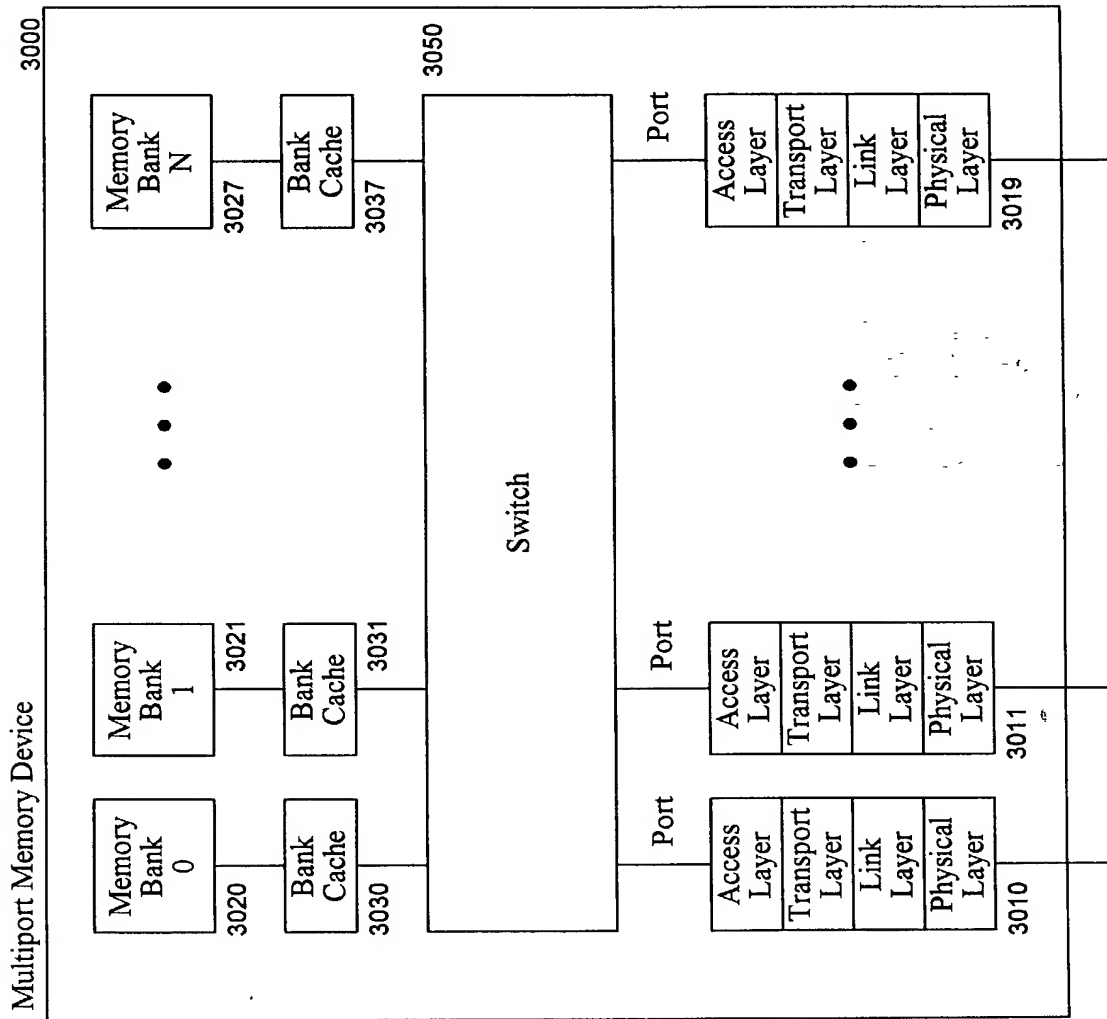 Multiport Memory Device
3000
Memory
Bank
0
3020
Memory
Bank
1
3021
Memory
Bank
N
3027
Bank
Cache
3030
Bank
Cache
3031
Bank
Cache
3037
3050
Switch
Port
Port
Port
Access
Layer
Transport
Layer
Link
Layer
Physical
Layer
3010
Access
Layer
Transport
Layer
Link
Layer
Physical
Layer
3011
Access
Layer
Transport
Layer
Link
Layer
Physical
Layer
3019